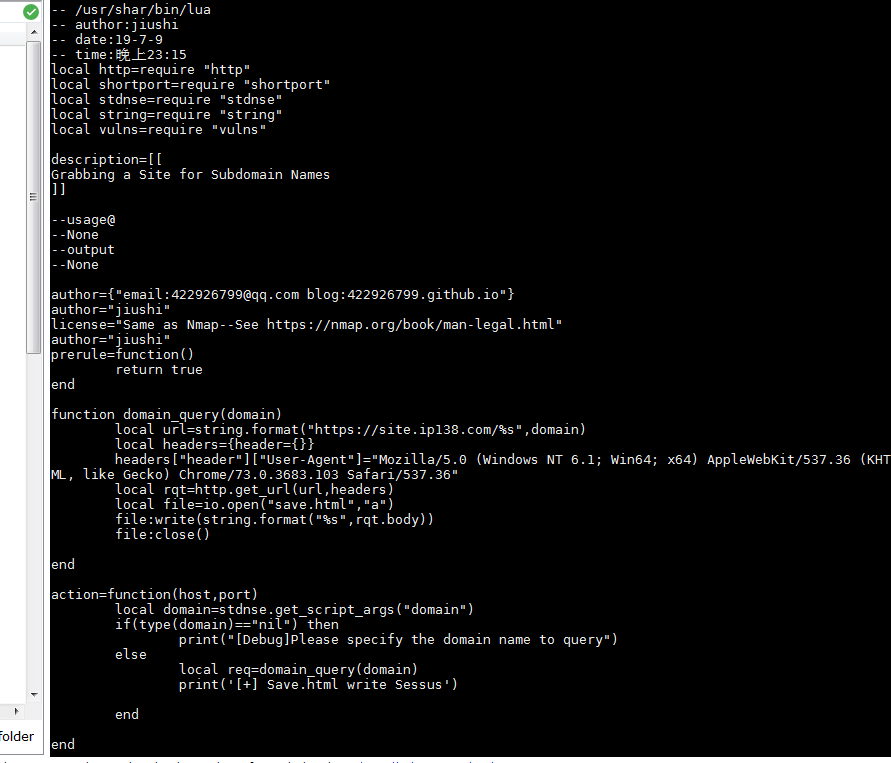 -- /usr/shar/bin/lua
-- author:jiushi
-- date:19-7-9
-- time:晚上23:15
local http=require "http"
local shortport=require "shortport"
local stdnse=require "stdnse"
local string=require "string"
local vulns=require "vulns"

description=[[
Grabbing a Site for Subdomain Names
]]

--usage@
--None
--output
--None

author={"email:422926799@qq.com blog:422926799.github.io"}
author="jiushi"
license="Same as Nmap--See https://nmap.org/book/man-legal.html"
author="jiushi"
prerule=function()
        return true
end

function domain_query(domain)
        local url=string.format("https://site.ip138.com/%s",domain)
        local headers={header={}}
        headers["header"]["User-Agent"]="Mozilla/5.0 (Windows NT 6.1; Win64; x64) AppleWebKit/537.36 (KHT
ML, like Gecko) Chrome/73.0.3683.103 Safari/537.36"
        local rqt=http.get_url(url,headers)
        local file=io.open("save.html","a")
        file:write(string.format("%s",rqt.body))
        file:close()

end

action=function(host,port)
        local domain=stdnse.get_script_args("domain")
        if(type(domain)=="nil") then
                print("[Debug]Please specify the domain name to query")
        else
                local req=domain_query(domain)
                print('[+] Save.html write Sessus')

        end

end
folder